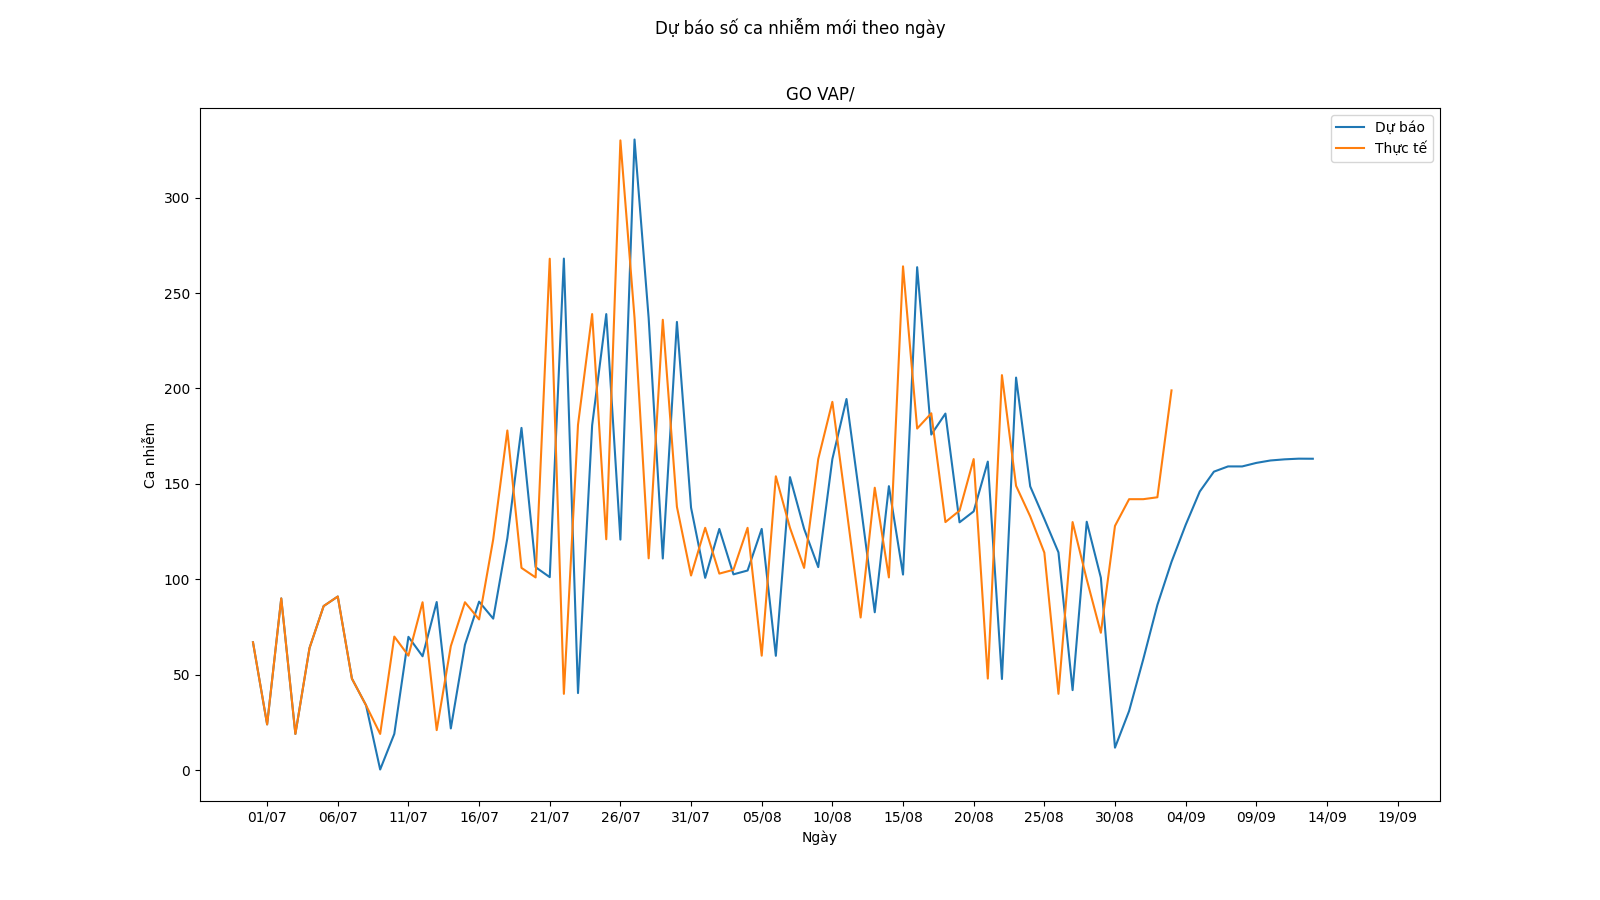 Dự báo số ca nhiễm mới theo ngày
GO VAP/
Dự báo
Thực tế
300
250
200
150
100
50
0
Ca nhiễm
01/07 06/07 11/07 16/07 21/07 26/07 31/07 05/08 10/08 15/08 20/08 25/08 30/08 04/09 09/09 14/09 19/09
Ngày